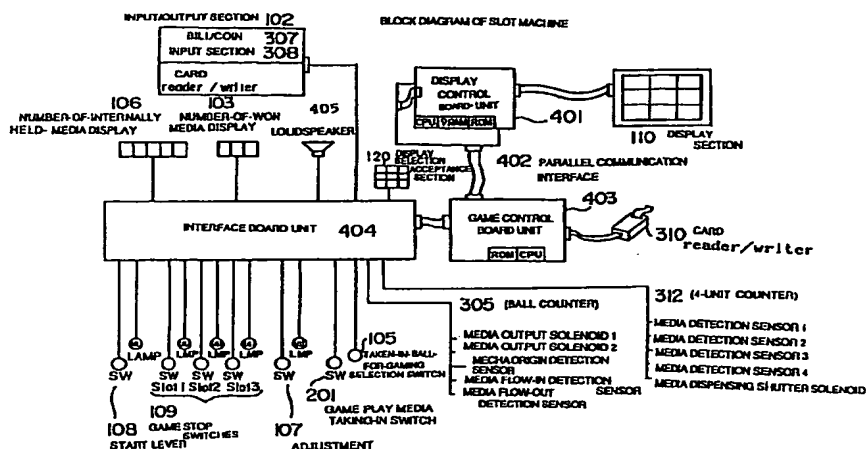 INPUT/OUTPUT SECTION 102
BLOCK DIAGRAM OF SLOT MACHINE
BILL/COIN 307
INPUT SECTION 308
CARD
reader/writer
106
103
405
NUMBER-OF-INTERNALLY
HELD-MEDIA DISPLAY
NUMBER-OF-WON
MEDIA DISPLAY
LOUDSPEAKER
DISPLAY
CONTROL
BOARD-UNIT
CPU VRAM ROM
401
110 DISPLAY
SECTION
120 DISPLAY
SELECTION
ACCEPTANCE
SECTION
402 PARALLEL COMMUNICATION
INTERFACE
403
INTERFACE BOARD UNIT 404
GAME CONTROL
BOARD UNIT
ROM CPU
310 CARD
reader/writer
305 (BALL COUNTER)
312 (4-UNIT COUNTER)
MEDIA OUTPUT SOLENOID 1
MEDIA OUTPUT SOLENOID 2
MECHA ORIGIN DETECTION
SENSOR
MEDIA FLOW-IN DETECTION
SENSOR
MEDIA FLOW-OUT
DETECTION SENSOR
MEDIA DETECTION SENSOR 1
MEDIA DETECTION SENSOR 2
MEDIA DETECTION SENSOR 3
MEDIA DETECTION SENSOR 4
MEDIA DISPENSING SHUTTER SOLENOID
LAMP
LMP
LMP
LMP
LMP
105
TAKEN-IN-BALL-
FOR-GAMING
SELECTION SWITCH
SW
SW
SW
SW
SW
SW
Slot1 Slot2 Slot3
201
GAME PLAY MEDIA
TAKING-IN SWITCH
108
START LEVER
109 GAME STOP
SWITCHES
107
ADJUSTMENT